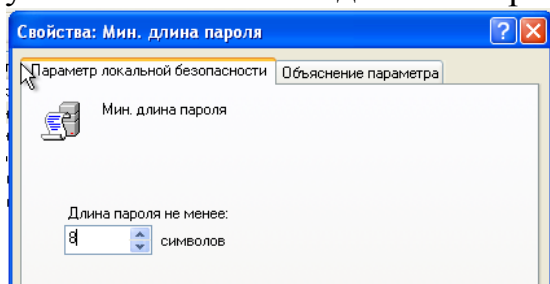 Свойства: Мин. длина пароля
Параметр локальной безопасности Объяснение параметра
Мин. длина пароля
Длина пароля не менее:
8 символов